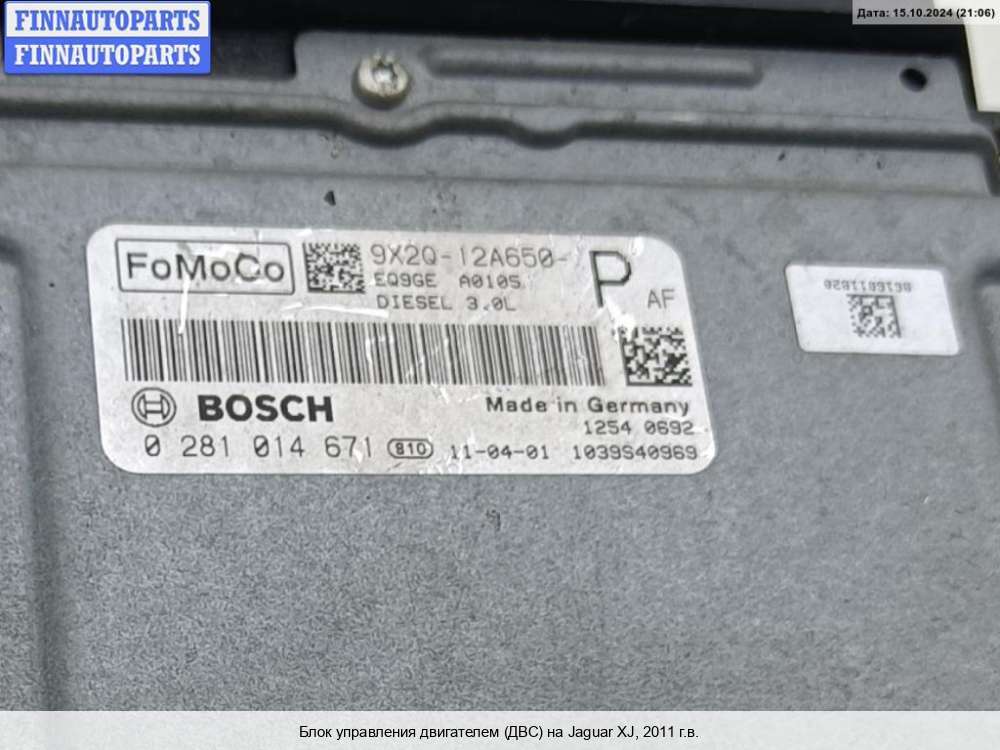 FINNAUTOPARTS
FINNAUTOPARTS
Дата: 15.10.2024 (21:06)
FoMoCo
9X2Q-12A650-
P
AF
EQ9GE A0105
DIESEL 3.0L
BOSCH
Made in Germany
1254 0692
0 281 014 671 810 11-04-01 1039S40969
Блок управления двигателем (ДВС) на Jaguar XJ, 2011 г.в.